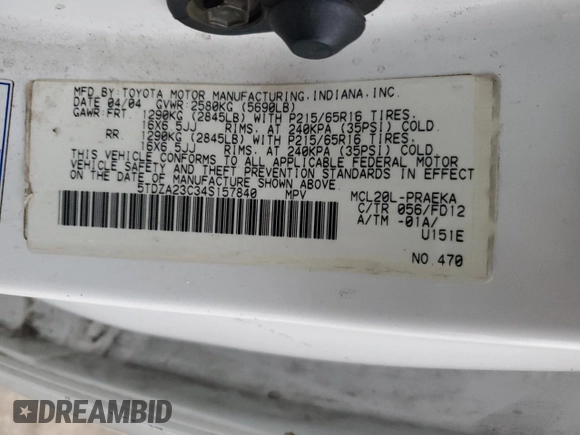 MFD. BY: TOYOTA MOTOR MANUFACTURING, INDIANA, INC.
DATE 04/04 GVWR 2580KG (5690LB)
GAWR: FRT. 1290KG (2845LB) WITH P215/65R16 TIRES.
16X6.5JJ RIMS. AT 240KPA (35PSI) COLD.
RR. 1290KG (2845LB) WITH P215/65R16 TIRES.
16X6.5JJ RIMS. AT 240KPA (35PSI) COLD.
THIS VEHICLE CONFORMS TO ALL APPLICABLE FEDERAL MOTOR
VEHICLE SAFETY AND THEFT PREVENTION STANDARDS IN EFFECT
ON THE DATE OF MANUFACTURE SHOWN ABOVE.
5TDZA23C34S157840 MPV
MCL20L-PRAEKA
C/TR 056/FD12
A/TM -01A/
U151E
NO. 470
DREAMBID